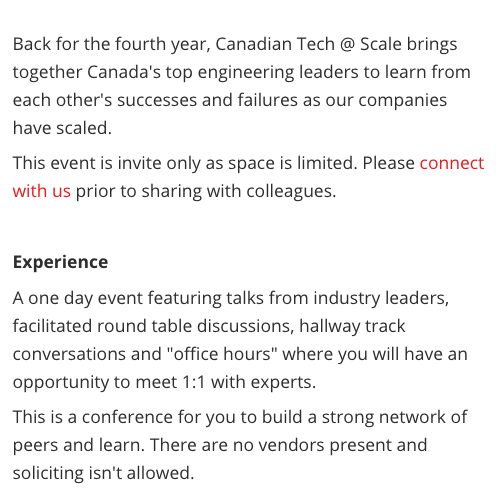 Back for the fourth year, Canadian Tech @ Scale brings
together Canada's top engineering leaders to learn from
each other's successes and failures as our companies
have scaled.
This event is invite only as space is limited. Please connect
with us prior to sharing with colleagues.
Experience
A one day event featuring talks from industry leaders,
facilitated round table discussions, hallway track
conversations and "office hours" where you will have an
opportunity to meet 1:1 with experts.
This is a conference for you to build a strong network of
peers and learn. There are no vendors present and
soliciting isn't allowed.